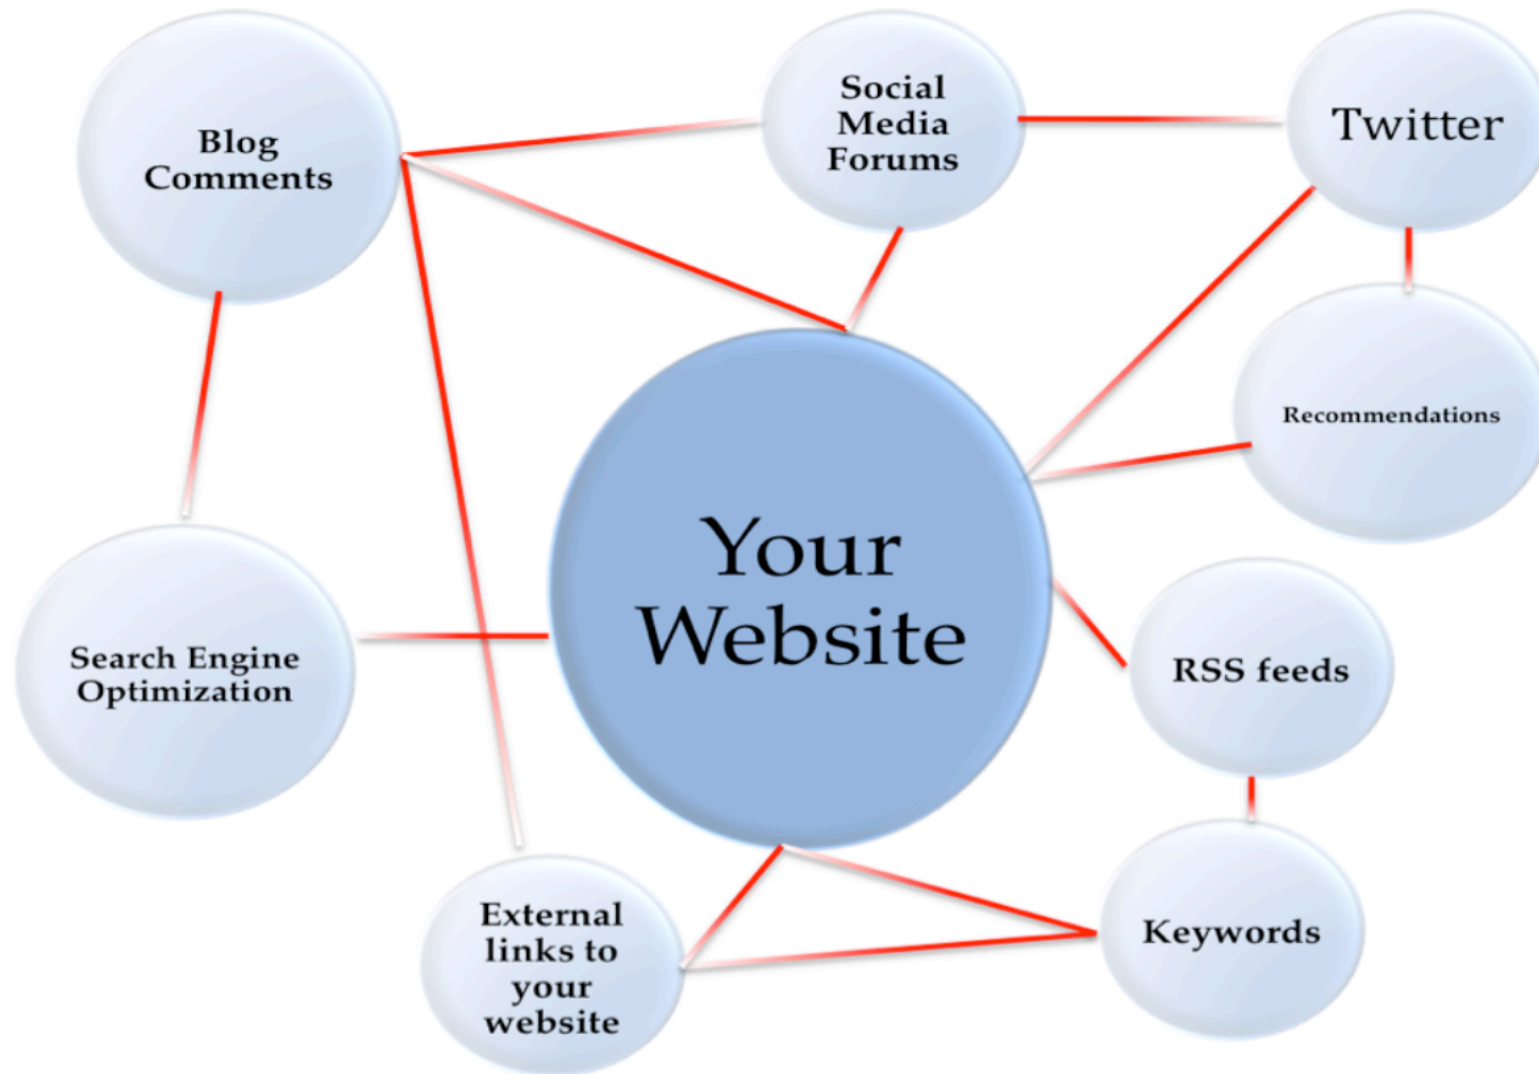 Blog
Comments
Social
Media
Forums
Twitter
Recommendations
Your
Website
Search Engine
Optimization
RSS feeds
External
links to
your
website
Keywords